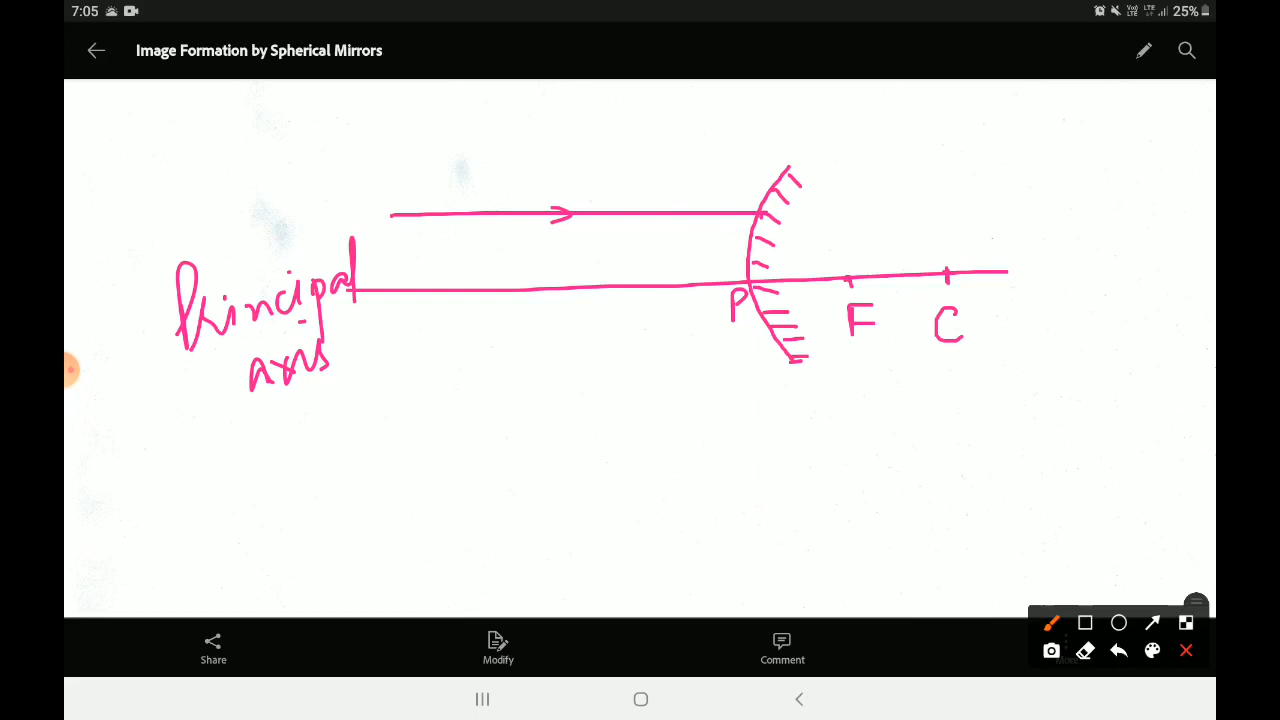 7:05 25%
Image Formation by Spherical Mirrors
Principal
axis
P
F
C
Share
Modify
Comment